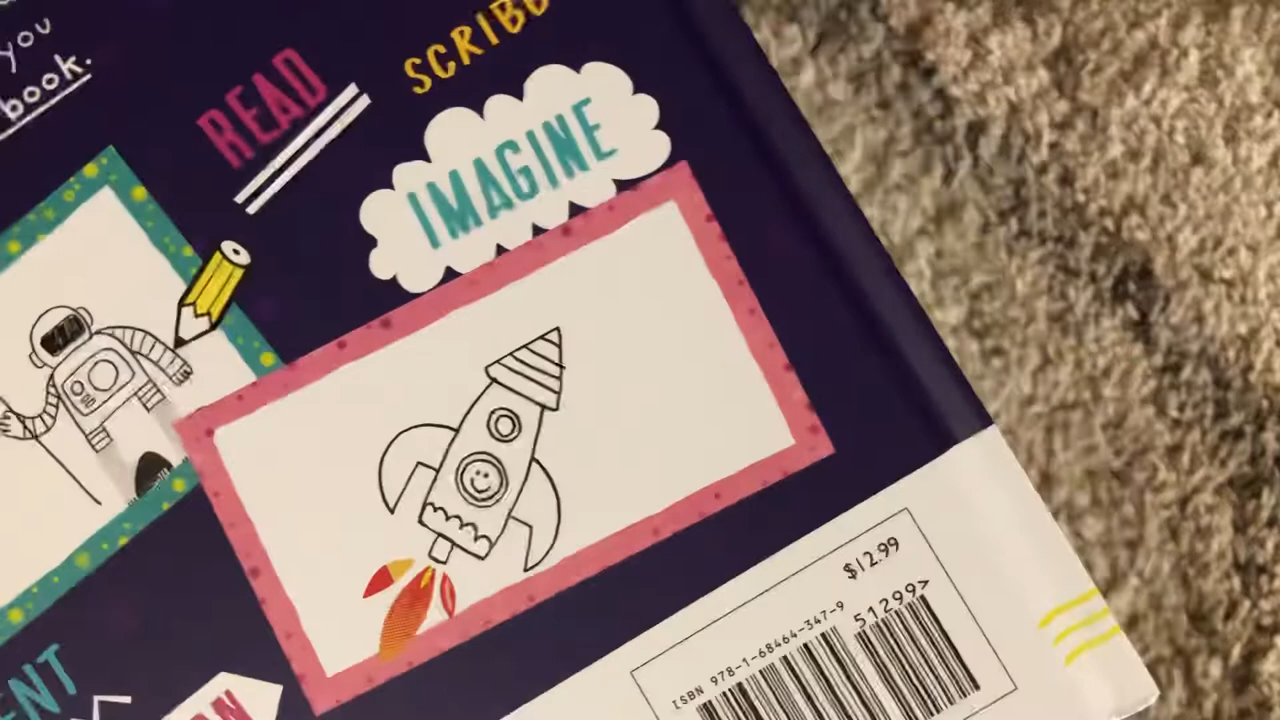 you
book.
READ
SCRIBB
IMAGINE
$12.99
ISBN 978-1-68464-347-9
51299>